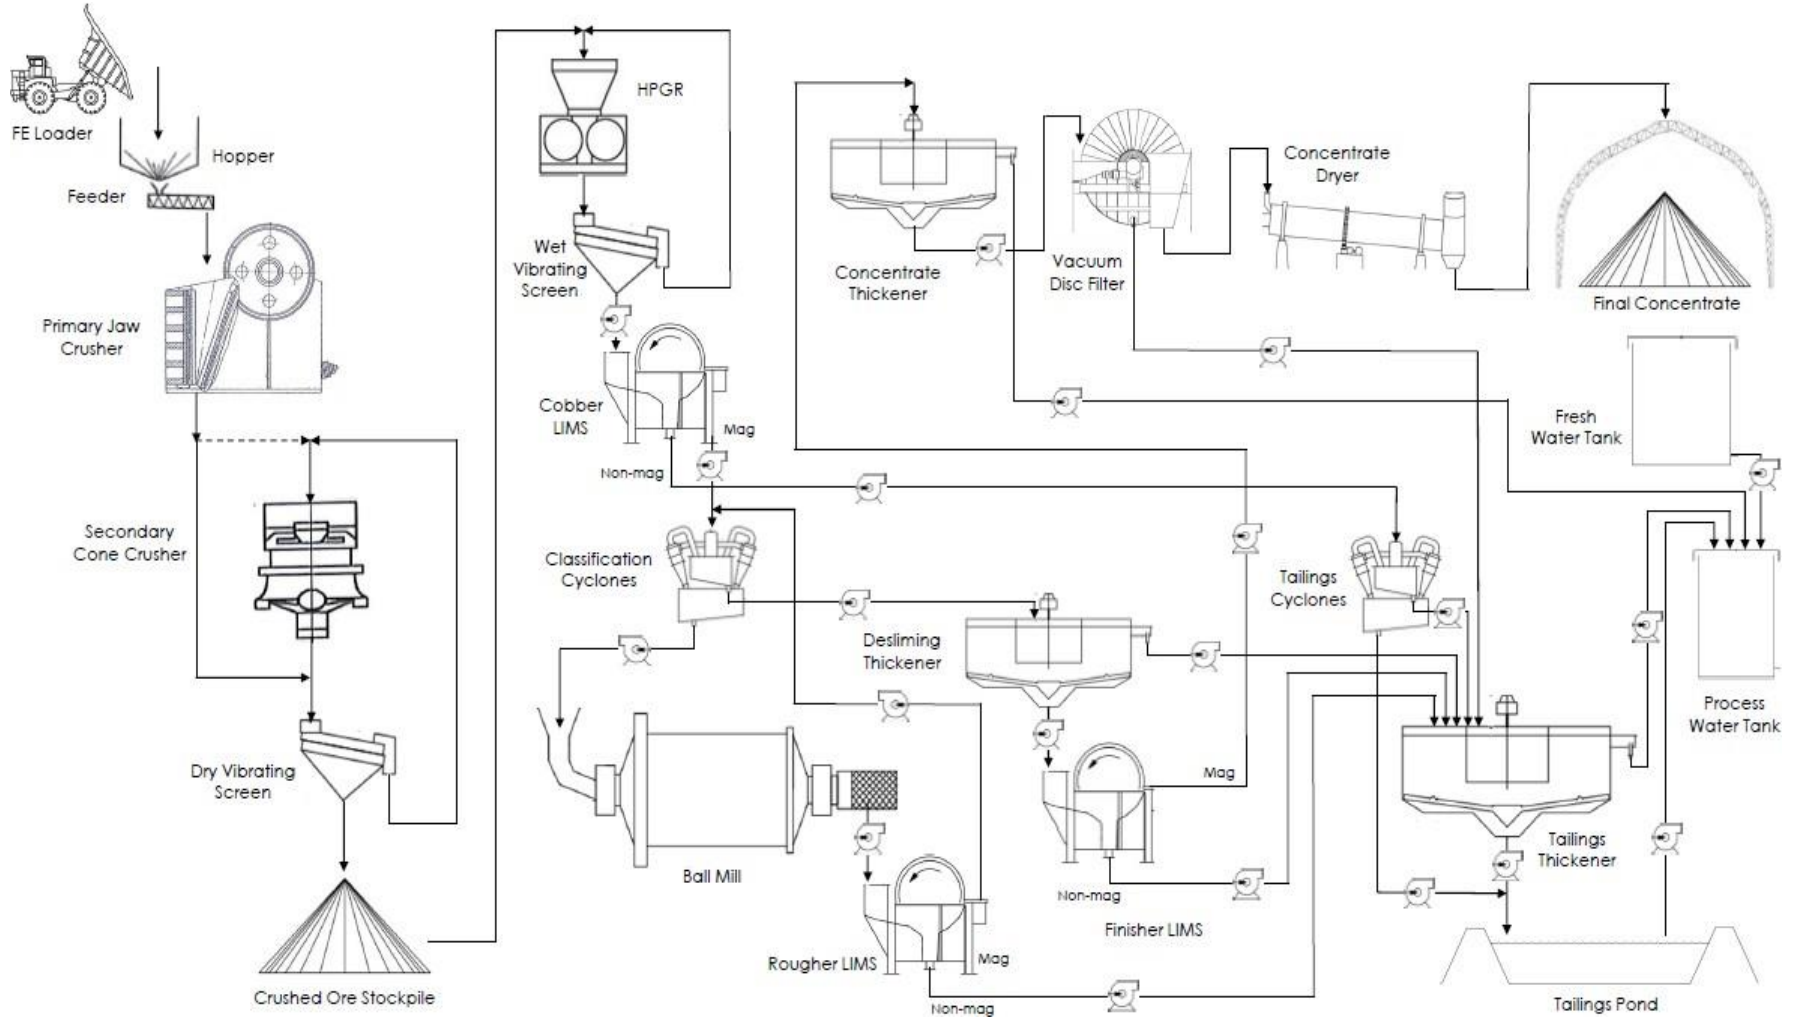 FE Loader
Hopper
Feeder
Primary Jaw
Crusher
Secondary
Cone Crusher
Dry Vibrating
Screen
Crushed Ore Stockpile
HPGR
Wet
Vibrating
Screen
Cobber
LIMS
Mag
Non-mag
Classification
Cyclones
Ball Mill
Rougher LIMS
Mag
Non-mag
Desliming
Thickener
Mag
Non-mag
Finisher LIMS
Concentrate
Thickener
Vacuum
Disc Filter
Concentrate
Dryer
Final Concentrate
Fresh
Water Tank
Tailings
Cyclones
Process
Water Tank
Tailings
Thickener
Tailings Pond